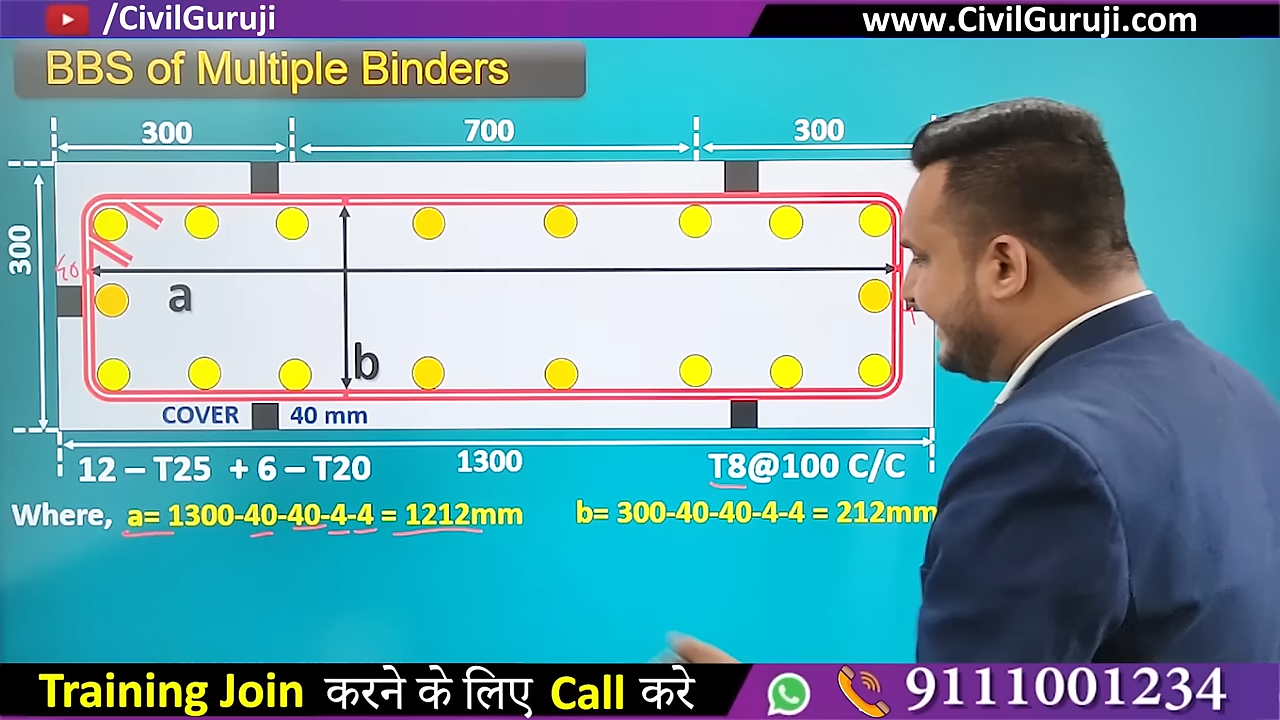 /CivilGuruji
www.CivilGuruji.com
BBS of Multiple Binders
300 700 300
300
40
a
b
COVER 40 mm
12 – T25 + 6 – T20 1300 T8@100 C/C
Where, a= 1300-40-40-4-4 = 1212mm b= 300-40-40-4-4 = 212mm
Training Join करने के लिए Call करे 9111001234